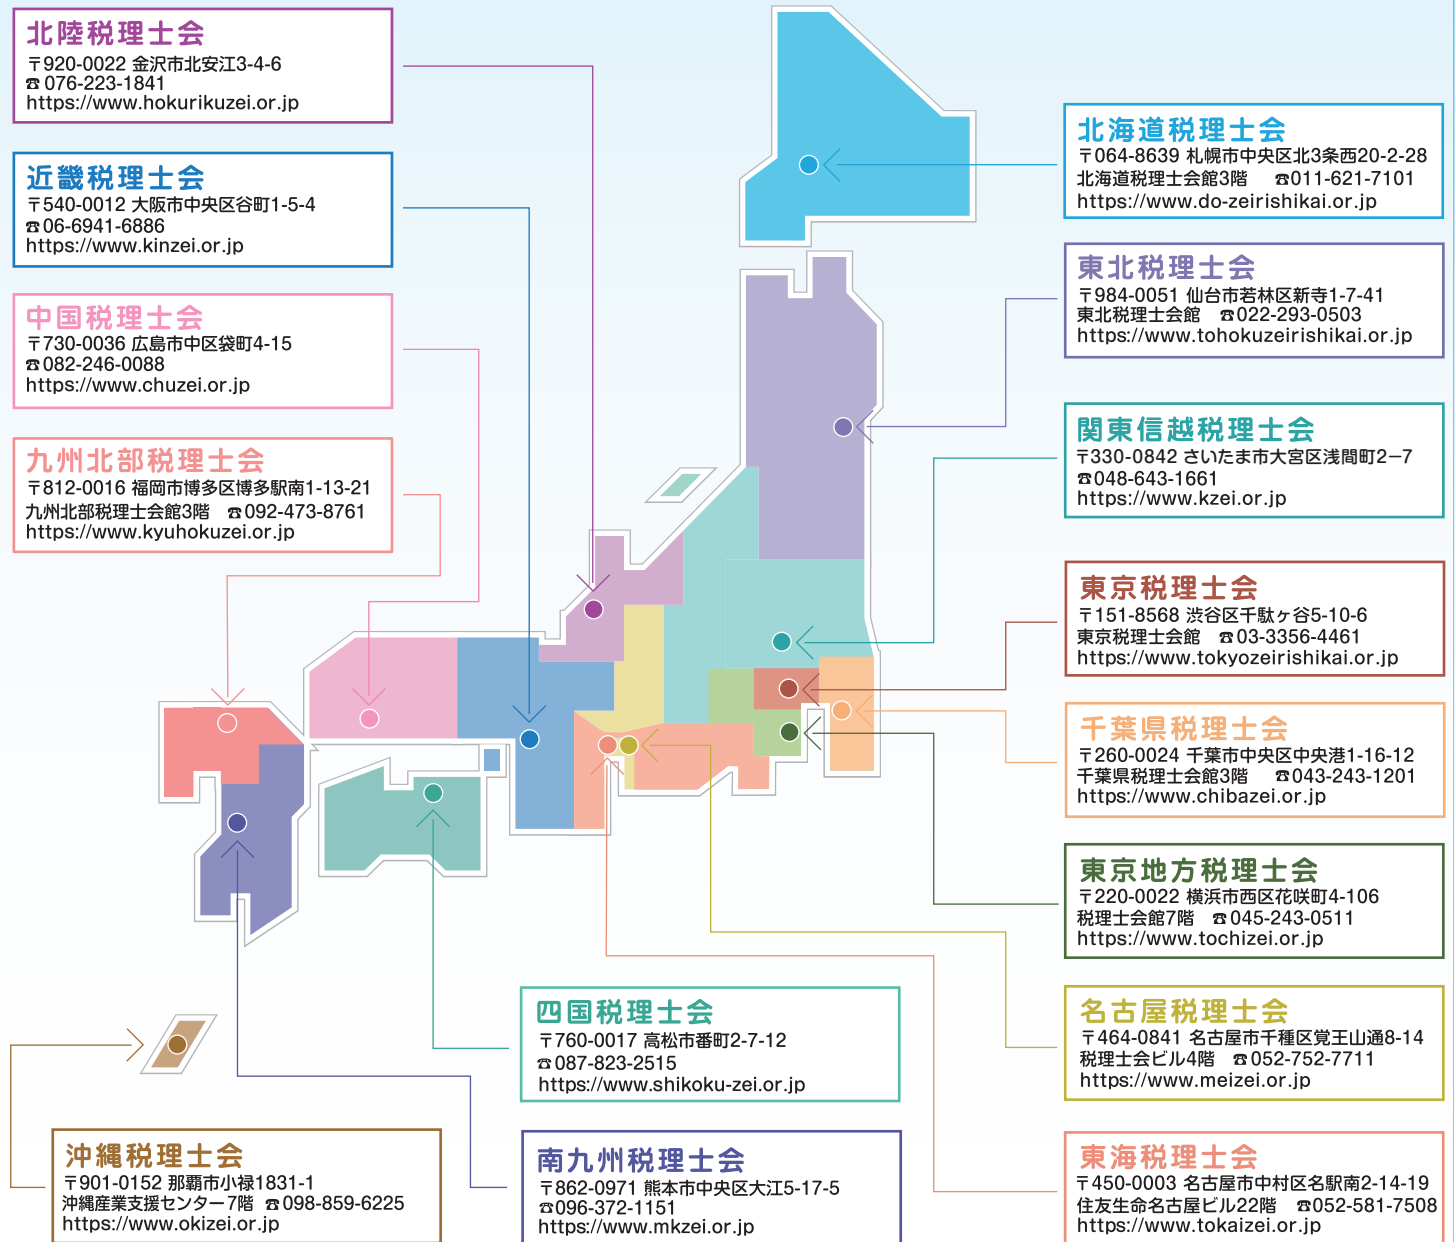 北陸税理士会
〒920-0022 金沢市北安江3-4-6
☎076-223-1841
https://www.hokurikuzei.or.jp
近畿税理士会
〒540-0012 大阪市中央区谷町1-5-4
☎06-6941-6886
https://www.kinzei.or.jp
中国税理士会
〒730-0036 広島市中区袋町4-15
☎082-246-0088
https://www.chuzei.or.jp
九州北部税理士会
〒812-0016 福岡市博多区博多駅南1-13-21
九州北部税理士会館3階 ☎092-473-8761
https://www.kyuhokuzei.or.jp
北海道税理士会
〒064-8639 札幌市中央区北3条西20-2-28
北海道税理士会館3階 ☎011-621-7101
https://www.do-zeirishikai.or.jp
東北税理士会
〒984-0051 仙台市若林区新寺1-7-41
東北税理士会館 ☎022-293-0503
https://www.tohokuzeirishikai.or.jp
関東信越税理士会
〒330-0842 さいたま市大宮区浅間町2−7
☎048-643-1661
https://www.kzei.or.jp
東京税理士会
〒151-8568 渋谷区千駄ヶ谷5-10-6
東京税理士会館 ☎03-3356-4461
https://www.tokyozeirishikai.or.jp
千葉県税理士会
〒260-0024 千葉市中央区中央港1-16-12
千葉県税理士会館3階 ☎043-243-1201
https://www.chibazei.or.jp
東京地方税理士会
〒220-0022 横浜市西区花咲町4-106
税理士会館7階 ☎045-243-0511
https://www.tochizei.or.jp
名古屋税理士会
〒464-0841 名古屋市千種区覚王山通8-14
税理士会ビル4階 ☎052-752-7711
https://www.meizei.or.jp
東海税理士会
〒450-0003 名古屋市中村区名駅南2-14-19
住友生命名古屋ビル22階 ☎052-581-7508
https://www.tokaizei.or.jp
四国税理士会
〒760-0017 高松市番町2-7-12
☎087-823-2515
https://www.shikoku-zei.or.jp
南九州税理士会
〒862-0971 熊本市中央区大江5-17-5
☎096-372-1151
https://www.mkzei.or.jp
沖縄税理士会
〒901-0152 那覇市小禄1831-1
沖縄産業支援センター7階 ☎098-859-6225
https://www.okizei.or.jp